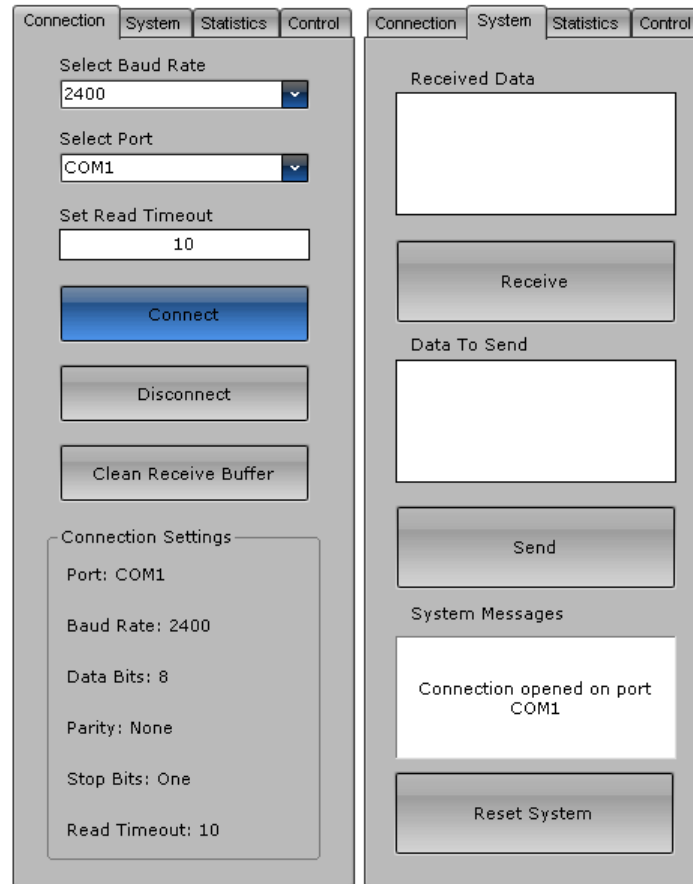 Connection System Statistics Control
Select Baud Rate
2400
Select Port
COM1
Set Read Timeout
10
Connect
Disconnect
Clean Receive Buffer
Connection Settings
Port: COM1
Baud Rate: 2400
Data Bits: 8
Parity: None
Stop Bits: One
Read Timeout: 10
Connection System Statistics Control
Received Data
Receive
Data To Send
Send
System Messages
Connection opened on port
COM1
Reset System